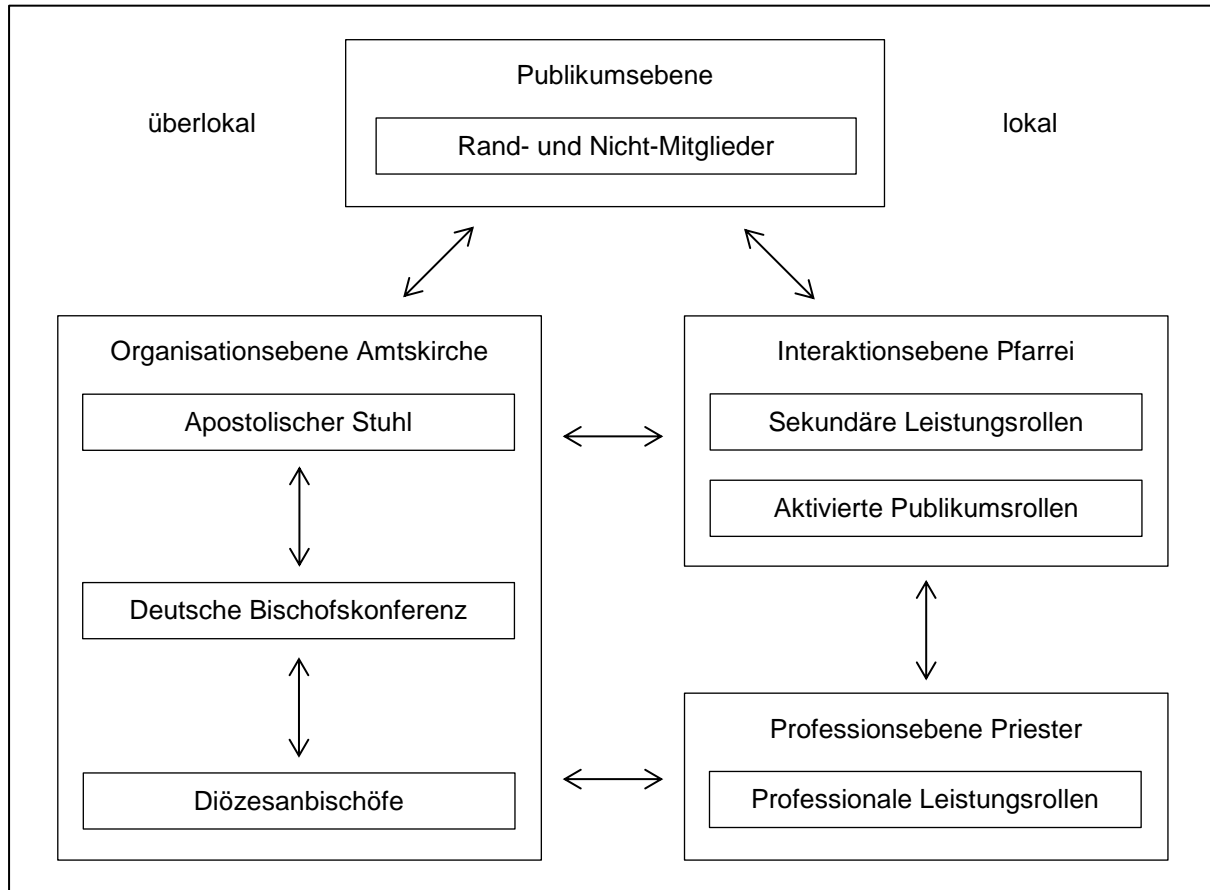 Publikumsebene
überlokal
lokal
Rand- und Nicht-Mitglieder
Organisationsebene Amtskirche
Apostolischer Stuhl
Deutsche Bischofskonferenz
Diözesanbischöfe
Interaktionsebene Pfarrei
Sekundäre Leistungsrollen
Aktivierte Publikumsrollen
Professionsebene Priester
Professionale Leistungsrollen